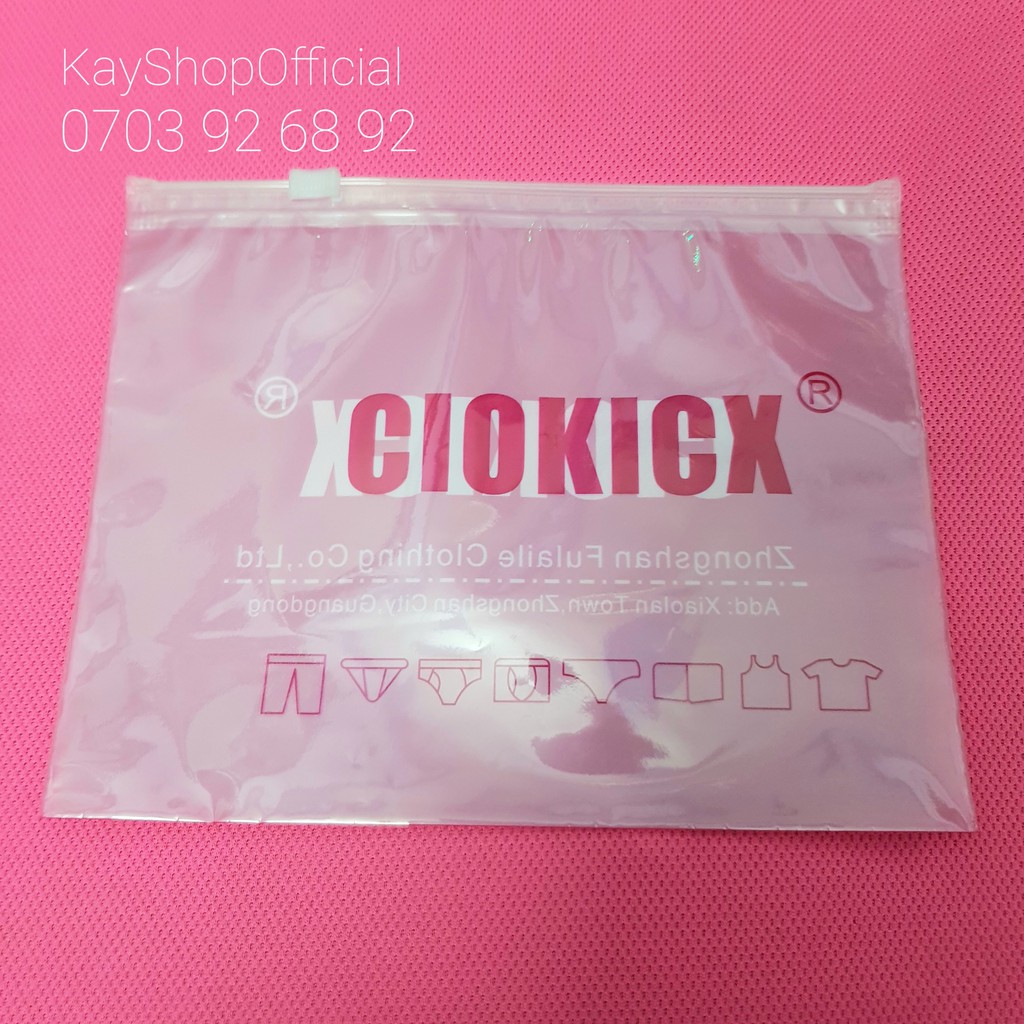 KayShopOfficial
0703 92 68 92
XCIOKICX ®
Zhongshan Fulaile Clothing Co.,Ltd
Add: Xiaolan Town,Zhongshan City,Guangdong